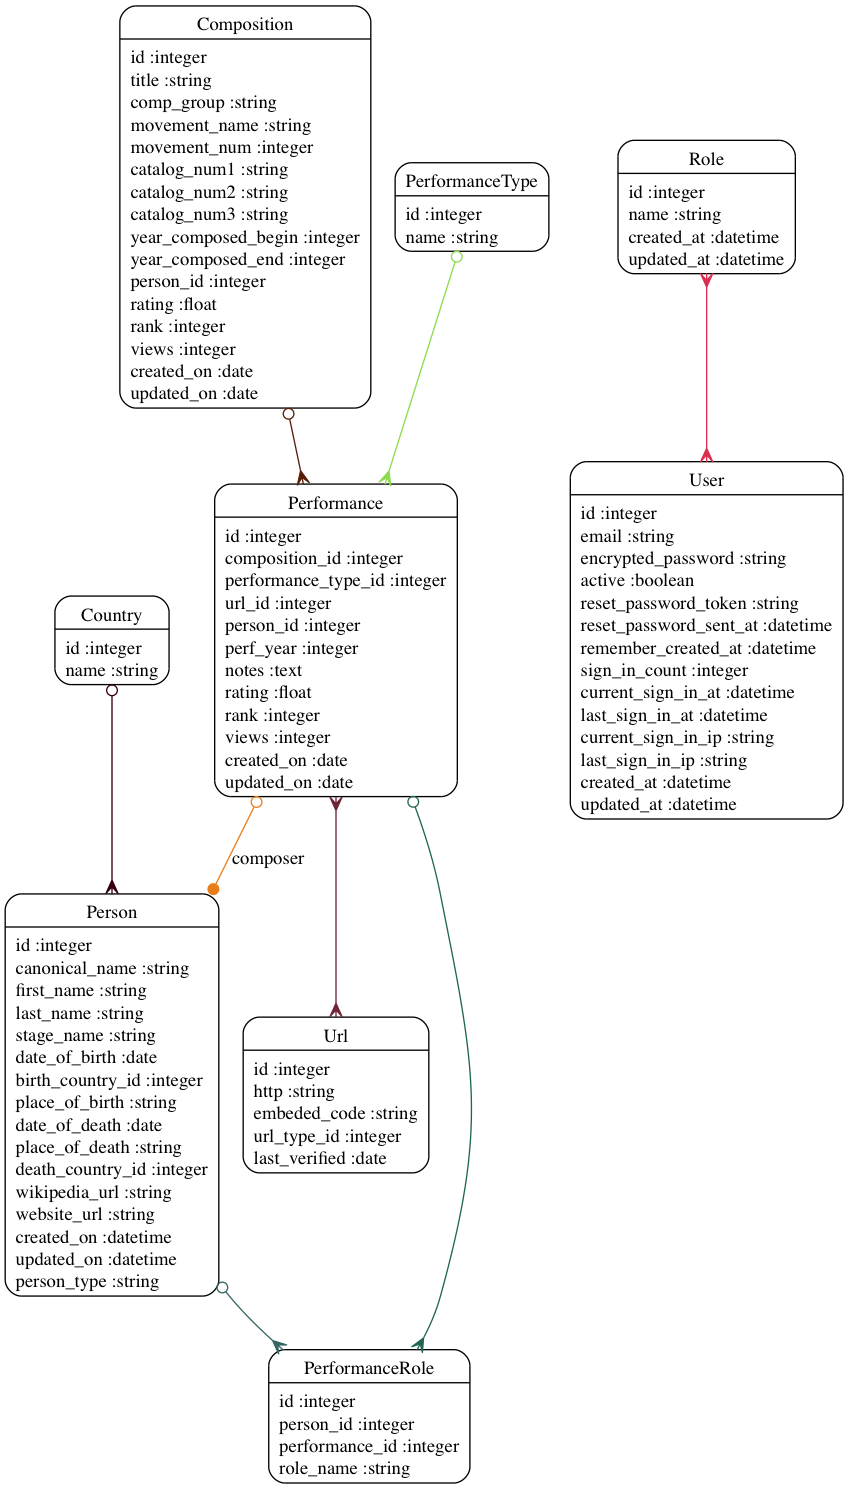 Composition
id :integer
title :string
comp_group :string
movement_name :string
movement_num :integer
catalog_num1 :string
catalog_num2 :string
catalog_num3 :string
year_composed_begin :integer
year_composed_end :integer
person_id :integer
rating :float
rank :integer
views :integer
created_on :date
updated_on :date
PerformanceType
id :integer
name :string
Role
id :integer
name :string
created_at :datetime
updated_at :datetime
Performance
id :integer
composition_id :integer
performance_type_id :integer
url_id :integer
person_id :integer
perf_year :integer
notes :text
rating :float
rank :integer
views :integer
created_on :date
updated_on :date
User
id :integer
email :string
encrypted_password :string
active :boolean
reset_password_token :string
reset_password_sent_at :datetime
remember_created_at :datetime
sign_in_count :integer
current_sign_in_at :datetime
last_sign_in_at :datetime
current_sign_in_ip :string
last_sign_in_ip :string
created_at :datetime
updated_at :datetime
Country
id :integer
name :string
composer
Person
id :integer
canonical_name :string
first_name :string
last_name :string
stage_name :string
date_of_birth :date
birth_country_id :integer
place_of_birth :string
date_of_death :date
place_of_death :string
death_country_id :integer
wikipedia_url :string
website_url :string
created_on :datetime
updated_on :datetime
person_type :string
Url
id :integer
http :string
embeded_code :string
url_type_id :integer
last_verified :date
PerformanceRole
id :integer
person_id :integer
performance_id :integer
role_name :string